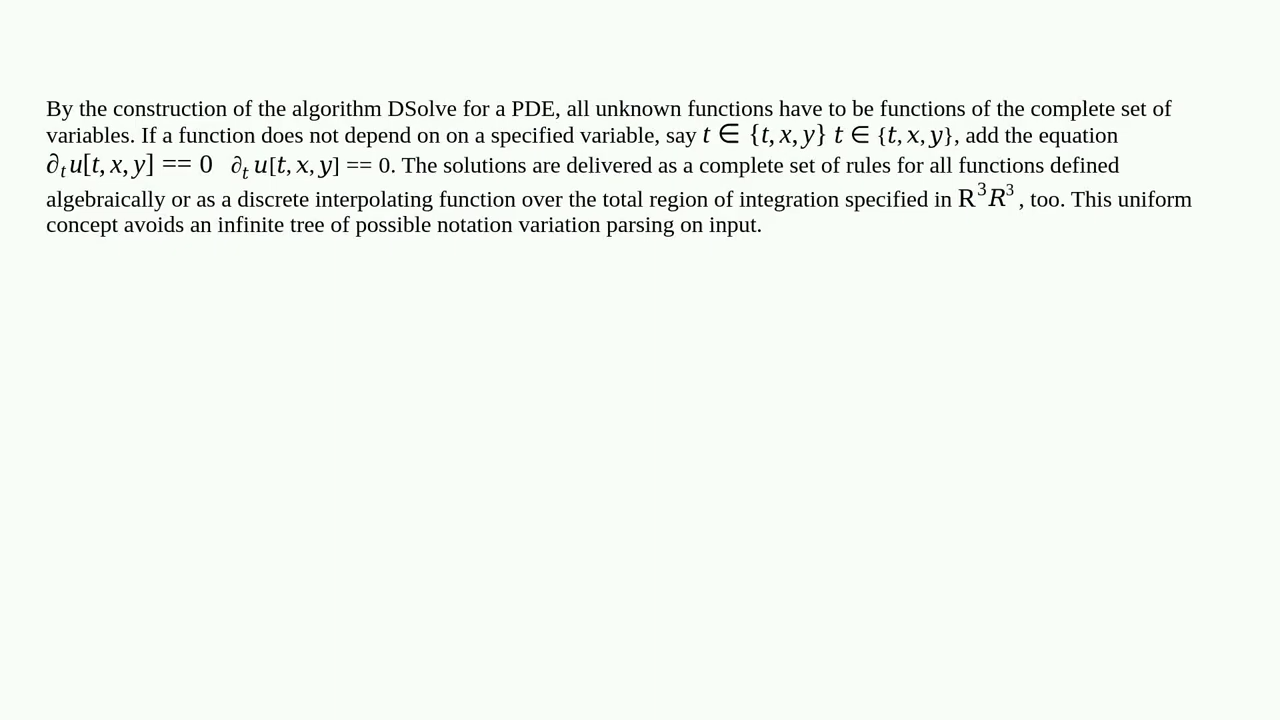 By the construction of the algorithm DSolve for a PDE, all unknown functions have to be functions of the complete set of
variables. If a function does not depend on on a specified variable, say t ∈ {t, x, y} t ∈ {t, x, y}, add the equation
∂ₜu[t, x, y] == 0 ∂ₜ u[t, x, y] == 0. The solutions are delivered as a complete set of rules for all functions defined
algebraically or as a discrete interpolating function over the total region of integration specified in R³R³ , too. This uniform
concept avoids an infinite tree of possible notation variation parsing on input.